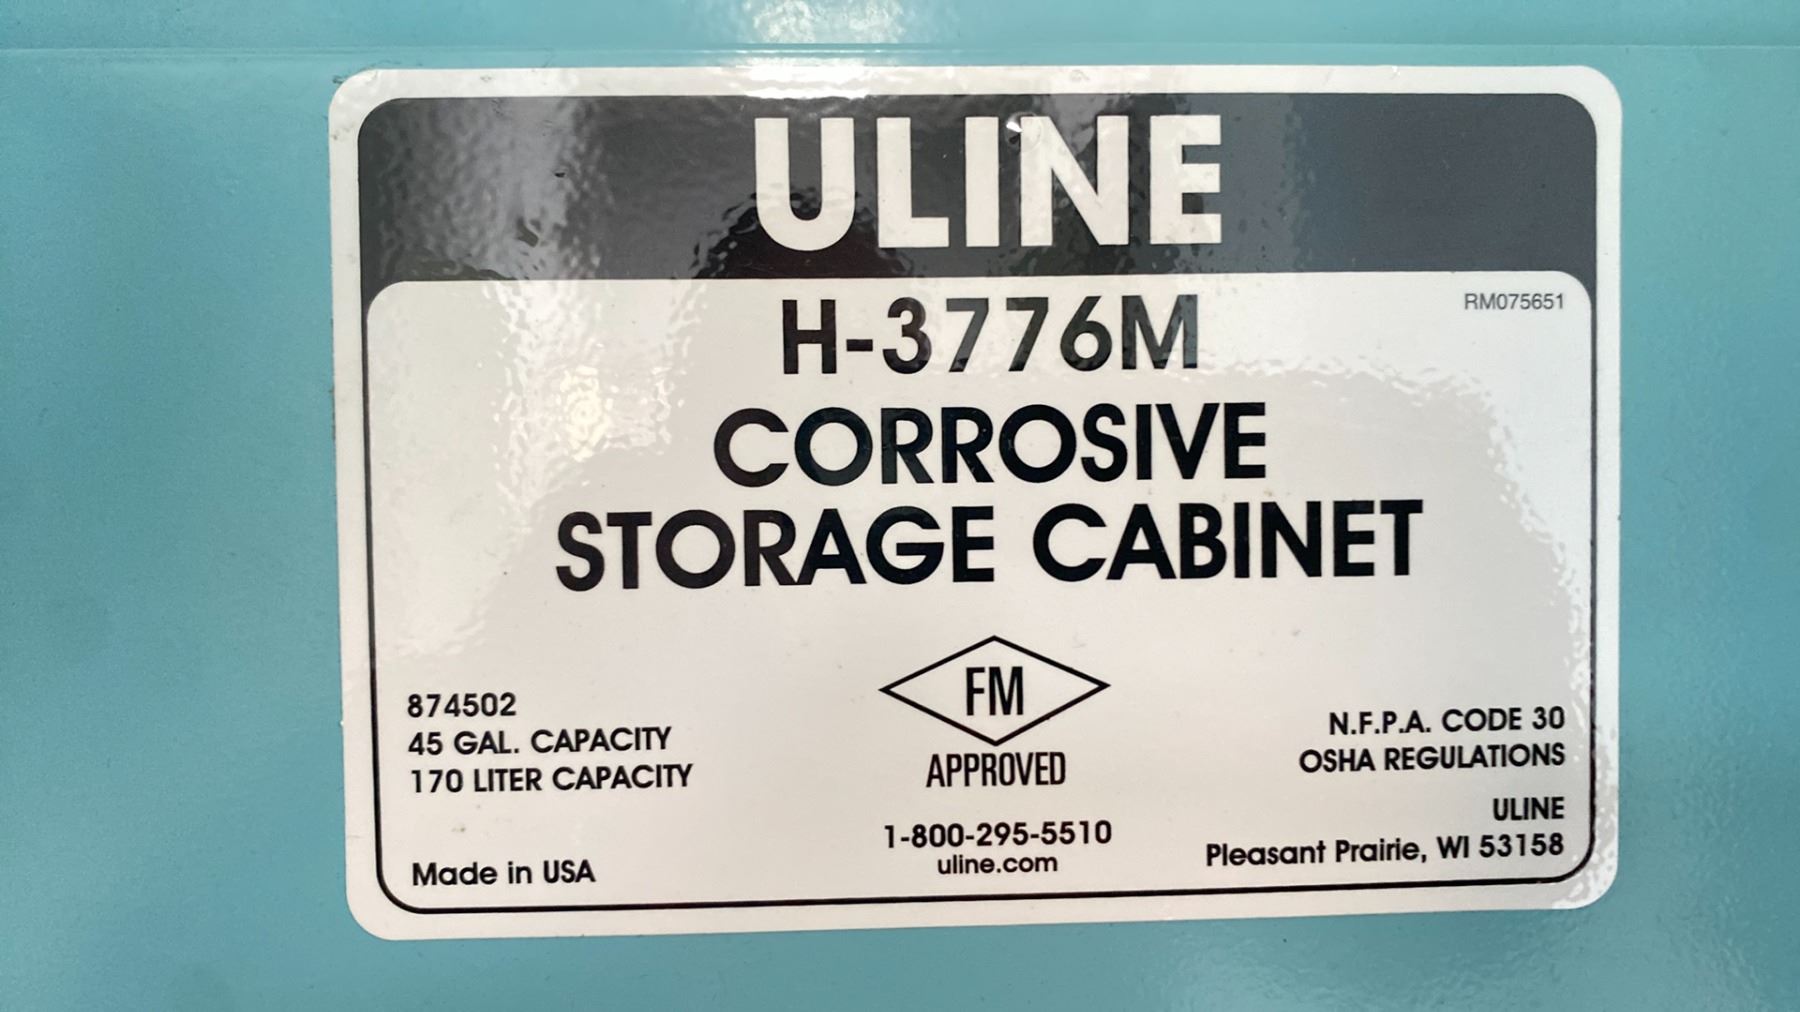 ULINE
H-3776M
RM075651
CORROSIVE
STORAGE CABINET
874502
45 GAL. CAPACITY
170 LITER CAPACITY
Made in USA
FM
APPROVED
1-800-295-5510
uline.com
N.F.P.A. CODE 30
OSHA REGULATIONS
ULINE
Pleasant Prairie, WI 53158